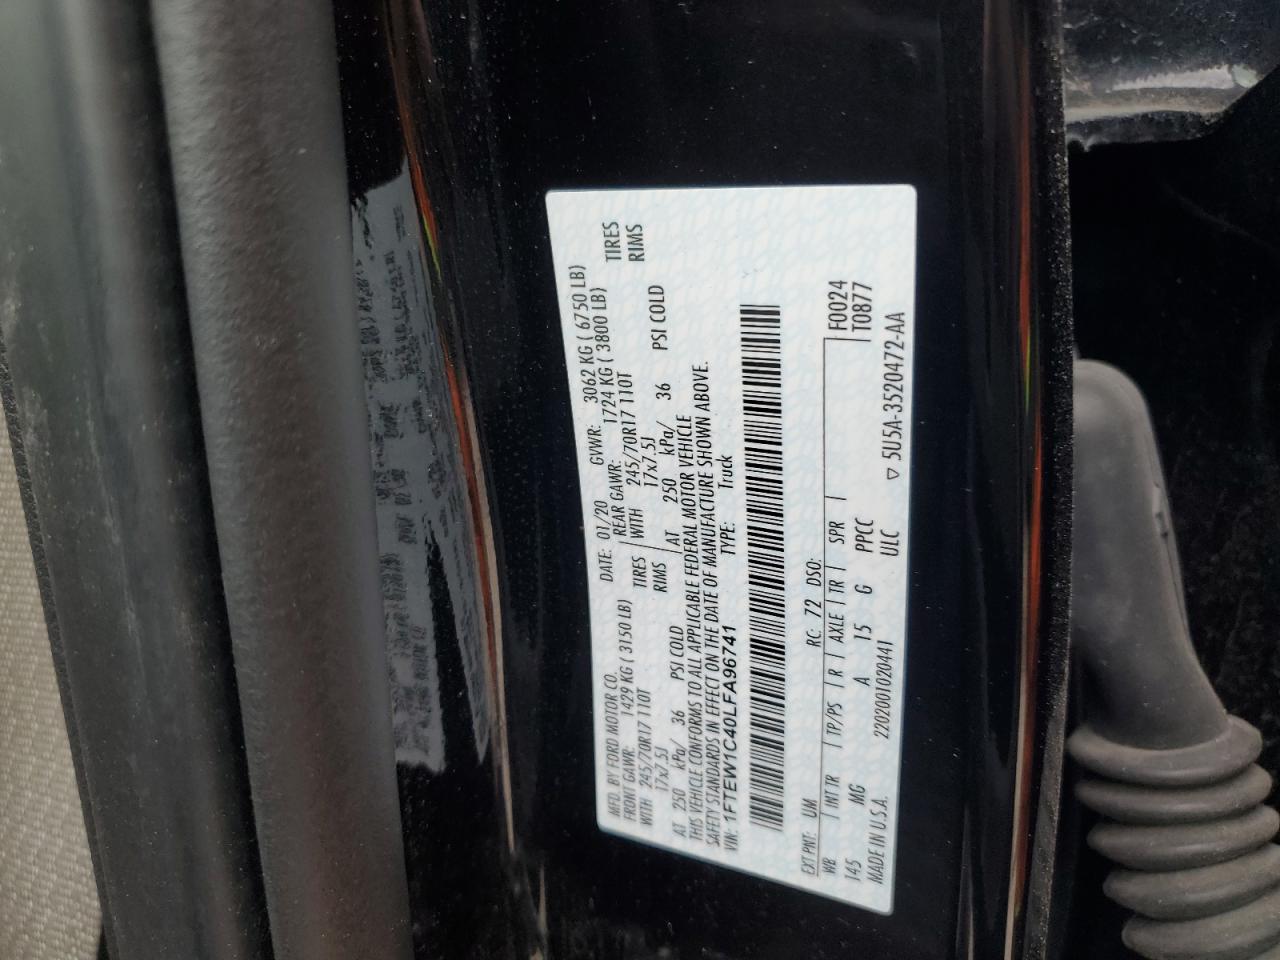 MFD. BY FORD MOTOR CO.
DATE: 01/20 GVWR: 3062 KG ( 6750 LB)
FRONT GAWR: 1429 KG ( 3150 LB) REAR GAWR: 1724 KG ( 3800 LB)
WITH 245/70R17 110T TIRES WITH 245/70R17 110T TIRES
17x7.5J RIMS 17x7.5J RIMS
AT 250 kPa/ 36 PSI COLD AT 250 kPa/ 36 PSI COLD
THIS VEHICLE CONFORMS TO ALL APPLICABLE FEDERAL MOTOR VEHICLE
SAFETY STANDARDS IN EFFECT ON THE DATE OF MANUFACTURE SHOWN ABOVE.
VIN: 1FTEW1C40LFA96741 TYPE: Truck
EXT PNT: UM RC: 72 DSO:
WB INT TR TP/PS R AXLE TR SPR F0024
145 MG A 15 G PPCC T0877
MADE IN U.S.A. 220200102044I ULC ▽ 5U5A-3520472-AA